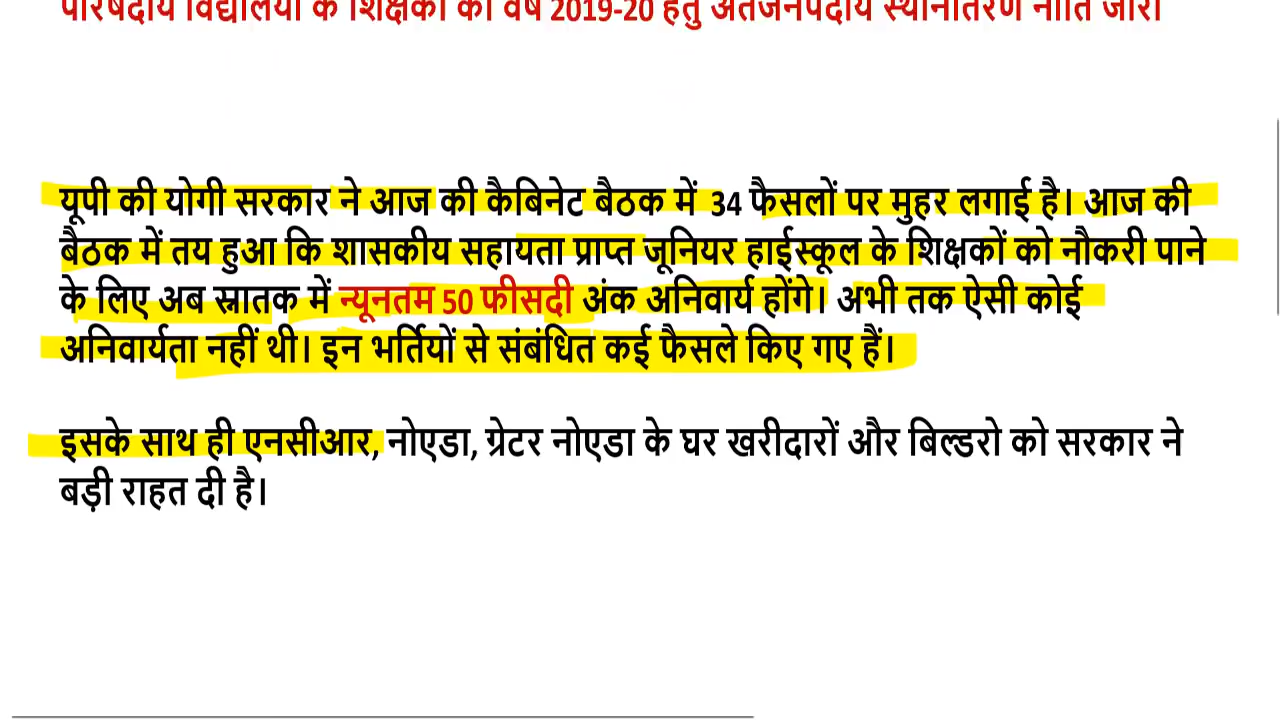 परिषदीय विद्यालयों के शिक्षकों की वर्ष 2019-20 हेतु अंतर्जनपदीय स्थानांतरण नीति जारी
यूपी की योगी सरकार ने आज की कैबिनेट बैठक में 34 फैसलों पर मुहर लगाई है। आज की
बैठक में तय हुआ कि शासकीय सहायता प्राप्त जूनियर हाईस्कूल के शिक्षकों को नौकरी पाने
के लिए अब स्नातक में न्यूनतम 50 फीसदी अंक अनिवार्य होंगे। अभी तक ऐसी कोई
अनिवार्यता नहीं थी। इन भर्तियों से संबंधित कई फैसले किए गए हैं।
इसके साथ ही एनसीआर, नोएडा, ग्रेटर नोएडा के घर खरीदारों और बिल्डरो को सरकार ने
बड़ी राहत दी है।